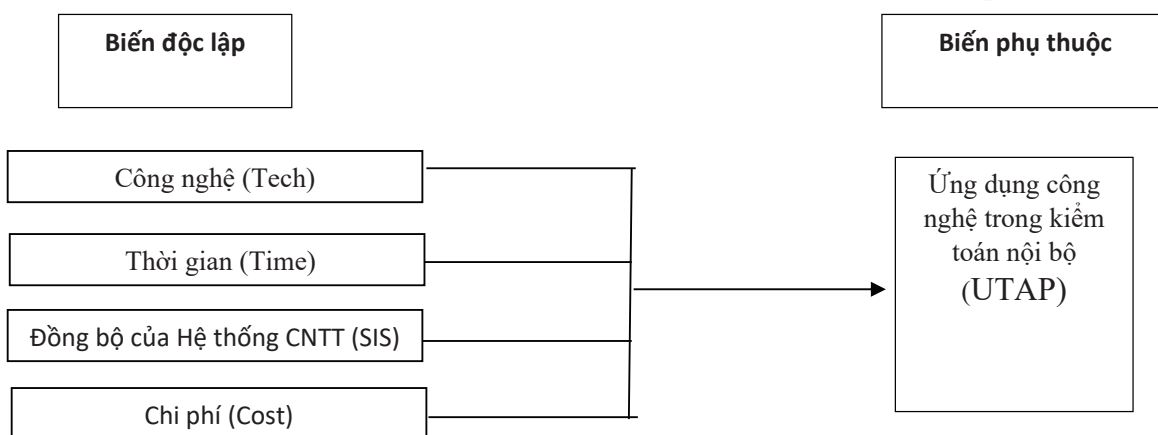 Biến độc lập
Biến phụ thuộc
Công nghệ (Tech)
Thời gian (Time)
Đồng bộ của Hệ thống CNTT (SIS)
Chi phí (Cost)
Ứng dụng công
nghệ trong kiểm
toán nội bộ
(UTAP)